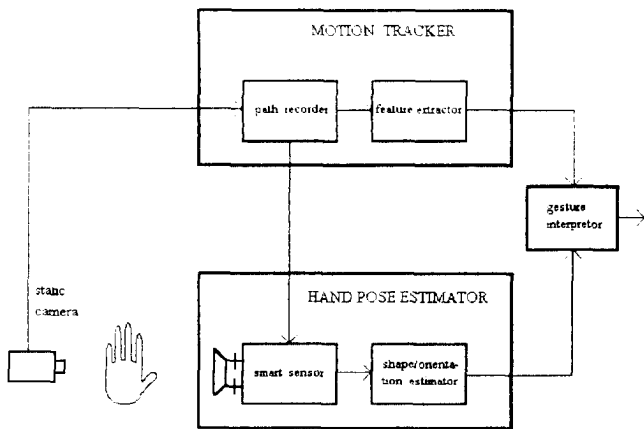 MOTION TRACKER
path recorder
feature extractor
gesture
interpretor
static
camera
HAND POSE ESTIMATOR
smart sensor
shape/orienta-
tion estimator